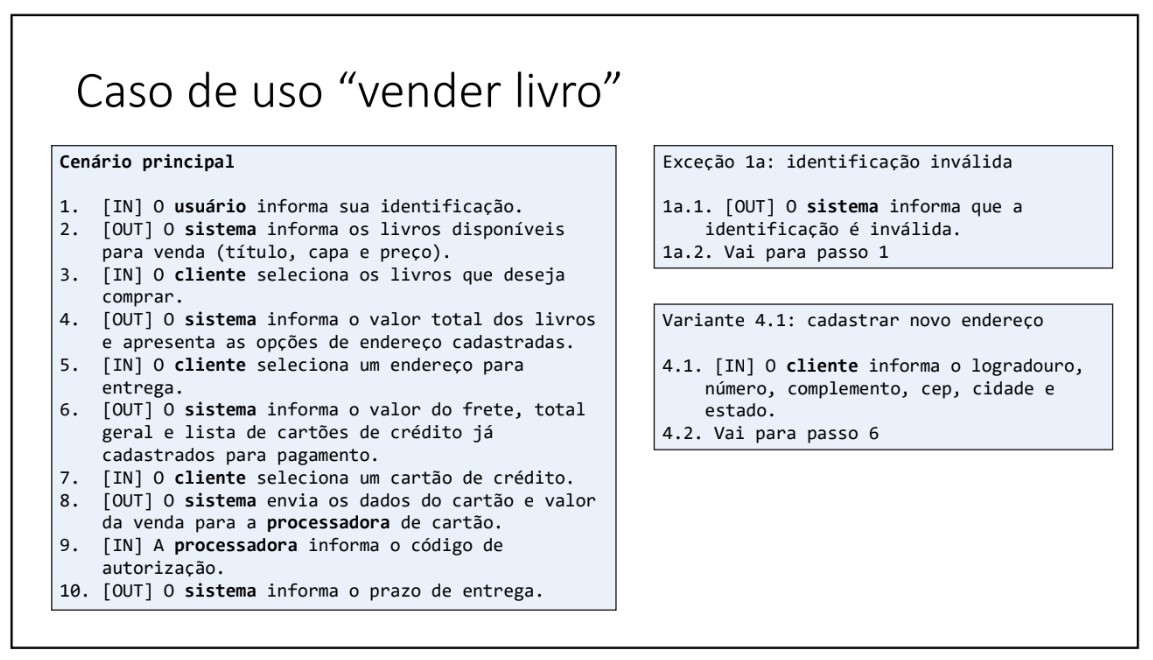 Caso de uso “vender livro”
Cenário principal
1. [IN] O usuário informa sua identificação.
2. [OUT] O sistema informa os livros disponíveis
para venda (título, capa e preço).
3. [IN] O cliente seleciona os livros que deseja
comprar.
4. [OUT] O sistema informa o valor total dos livros
e apresenta as opções de endereço cadastradas.
5. [IN] O cliente seleciona um endereço para
entrega.
6. [OUT] O sistema informa o valor do frete, total
geral e lista de cartões de crédito já
cadastrados para pagamento.
7. [IN] O cliente seleciona um cartão de crédito.
8. [OUT] O sistema envia os dados do cartão e valor
da venda para a processadora de cartão.
9. [IN] A processadora informa o código de
autorização.
10. [OUT] O sistema informa o prazo de entrega.
Exceção 1a: identificação inválida
1a.1. [OUT] O sistema informa que a
identificação é inválida.
1a.2. Vai para passo 1
Variante 4.1: cadastrar novo endereço
4.1. [IN] O cliente informa o logradouro,
número, complemento, cep, cidade e
estado.
4.2. Vai para passo 6